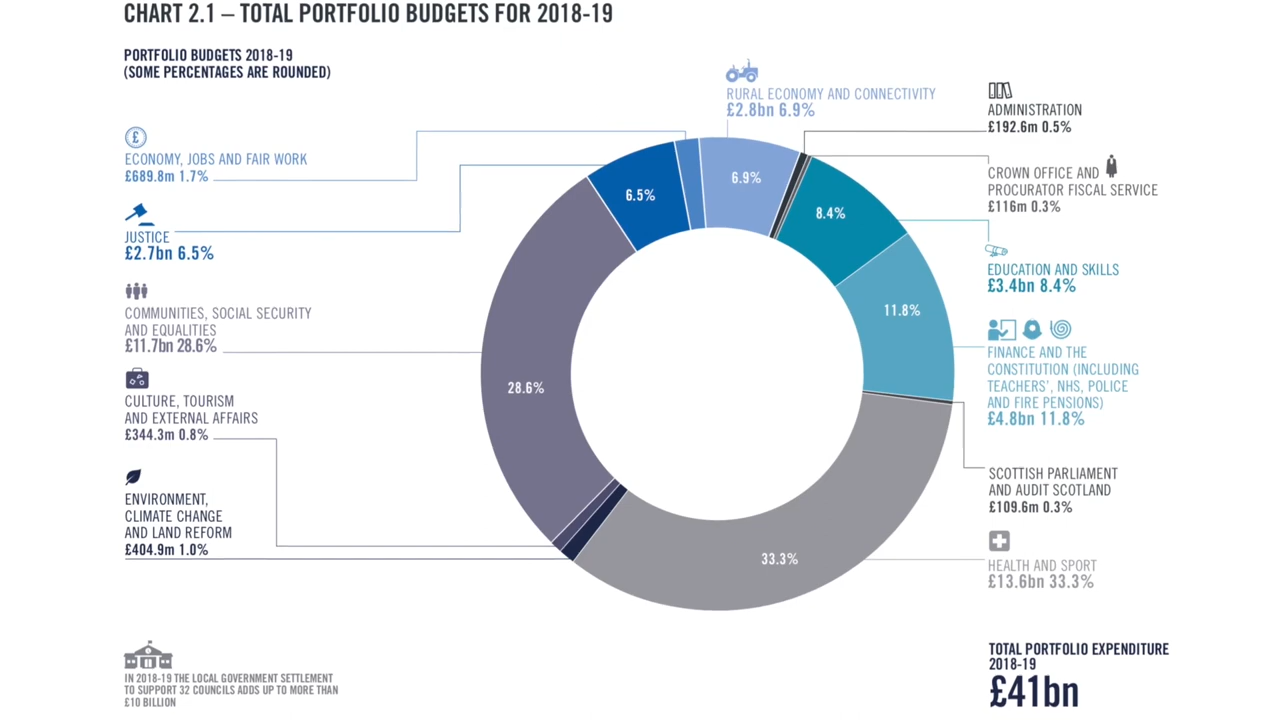 CHART 2.1 – TOTAL PORTFOLIO BUDGETS FOR 2018-19
PORTFOLIO BUDGETS 2018-19
(SOME PERCENTAGES ARE ROUNDED)
£
ECONOMY, JOBS AND FAIR WORK
£689.8m 1.7%
JUSTICE
£2.7bn 6.5%
COMMUNITIES, SOCIAL SECURITY
AND EQUALITIES
£11.7bn 28.6%
CULTURE, TOURISM
AND EXTERNAL AFFAIRS
£344.3m 0.8%
ENVIRONMENT,
CLIMATE CHANGE
AND LAND REFORM
£404.9m 1.0%
RURAL ECONOMY AND CONNECTIVITY
£2.8bn 6.9%
6.5%
6.9%
8.4%
11.8%
28.6%
33.3%
ADMINISTRATION
£192.6m 0.5%
CROWN OFFICE AND
PROCURATOR FISCAL SERVICE
£116m 0.3%
EDUCATION AND SKILLS
£3.4bn 8.4%
FINANCE AND THE
CONSTITUTION (INCLUDING
TEACHERS', NHS, POLICE
AND FIRE PENSIONS)
£4.8bn 11.8%
SCOTTISH PARLIAMENT
AND AUDIT SCOTLAND
£109.6m 0.3%
HEALTH AND SPORT
£13.6bn 33.3%
IN 2018-19 THE LOCAL GOVERNMENT SETTLEMENT
TO SUPPORT 32 COUNCILS ADDS UP TO MORE THAN
£10 BILLION
TOTAL PORTFOLIO EXPENDITURE
2018-19
£41bn